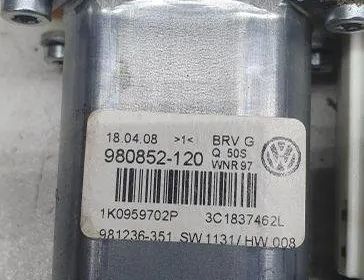 18.04.08 >1< BRV G
980852-120 Q 50S
WNR 97
1K0959702P 3C1837462L
981236-351 SW 1131/ HW 008